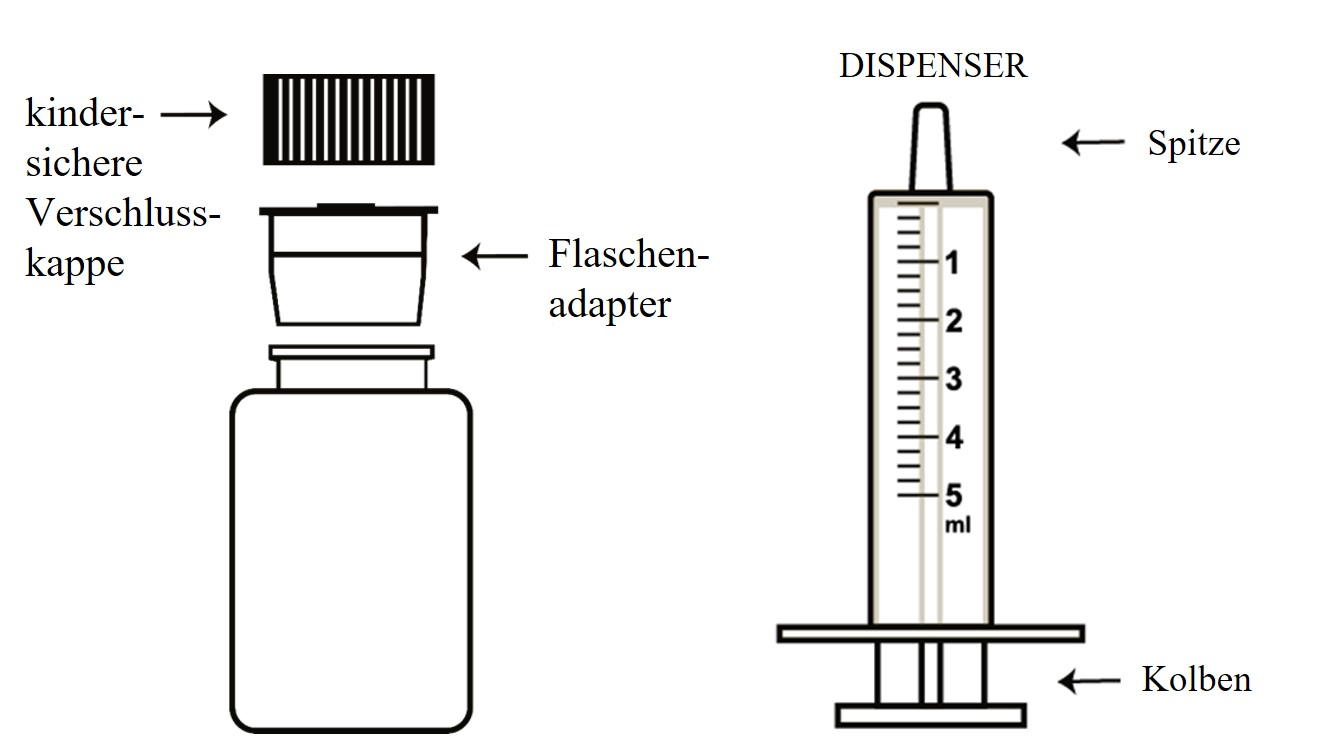 kinder-
sichere
Verschluss-
kappe
Flaschen-
adapter
DISPENSER
Spitze
1
2
3
4
5
ml
Kolben